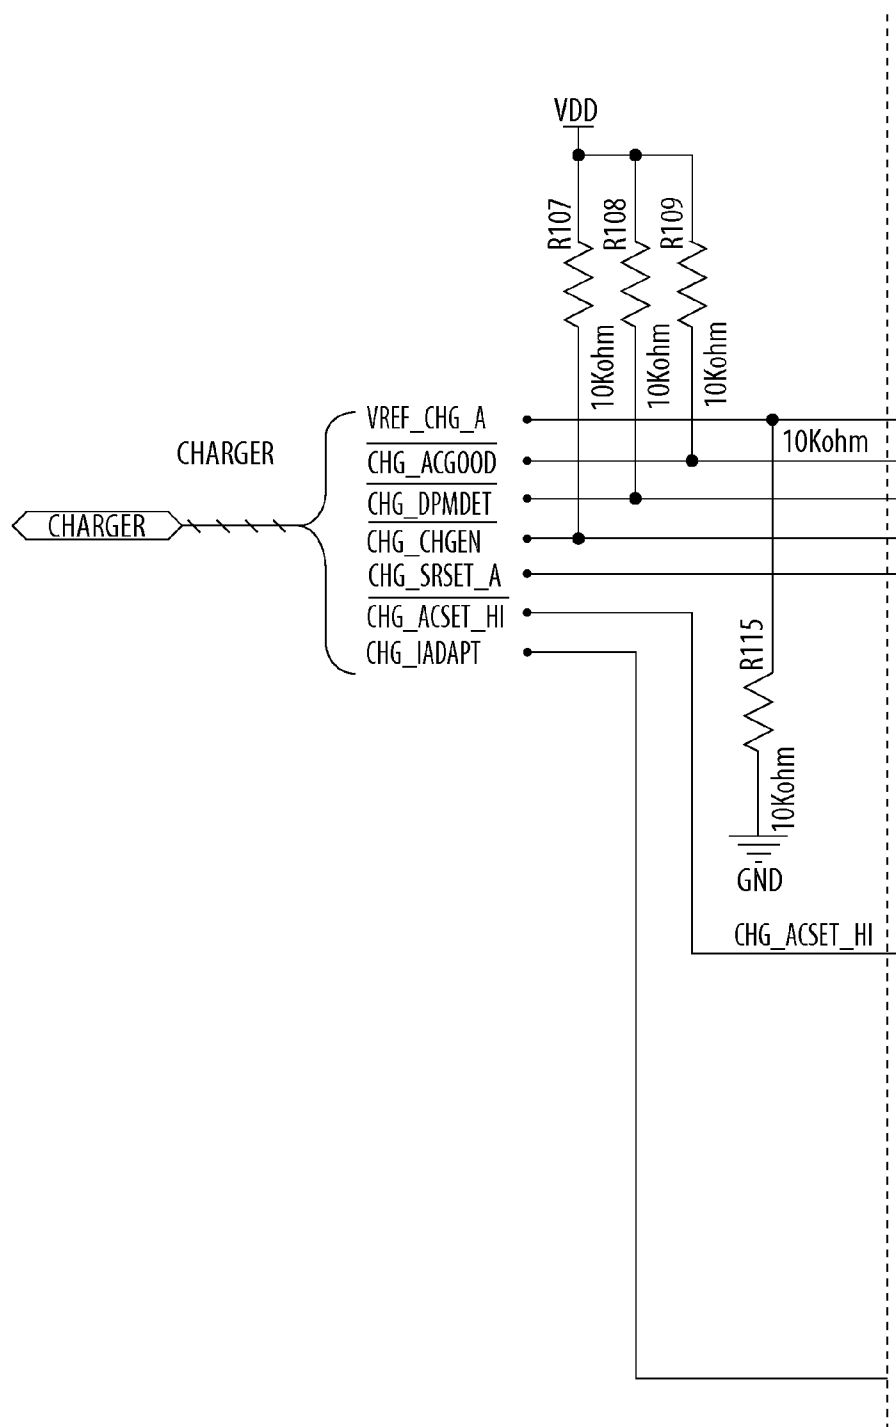 VDD
R107
R108
R109
10Kohm
10Kohm
10Kohm
VREF_CHG_A
10Kohm
CHARGER
CHG_ACGOOD
CHG_DPMDET
CHARGER
CHG_CHGEN
CHG_SRSET_A
CHG_ACSET_HI
CHG_IADAPT
R115
10Kohm
GND
CHG_ACSET_HI